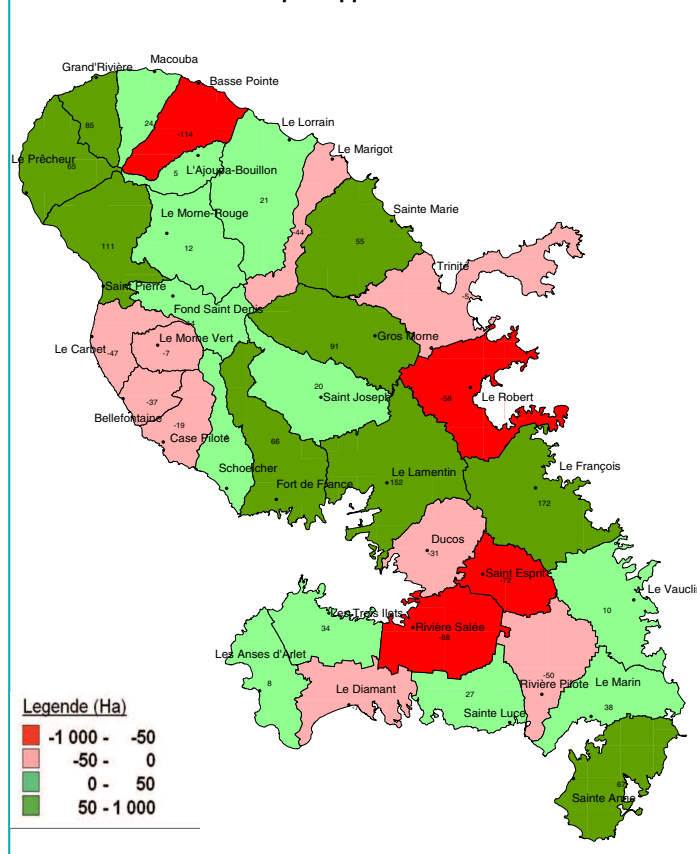 Macouba
Grand'Rivière
Basse Pointe
Le Lorrain
85
24
-114
Le Marigot
Le Prêcheur
65
5
L'Ajoupa-Bouillon
21
Le Morne-Rouge
Sainte Marie
111
12
-44
55
Trinité
Saint Pierre
Fond Saint Denis
Le Morne Vert
Gros Morne
Le Carbet
-47
-7
91
20
Saint Joseph
-58
Le Robert
-37
Bellefontaine
-19
Case Pilote
66
Schoelcher
Fort de France
Le Lamentin
152
Le François
172
Ducos
-31
Saint Esprit
-72
Le Vauclin
10
Les Trois Ilets
34
Rivière Salée
-88
Les Anses d'Arlet
8
Le Diamant
-50
Rivière Pilote
Le Marin
27
Sainte Luce
38
67
Sainte Anne
Legende (Ha)
-1 000 - -50
-50 - 0
0 - 50
50 - 1 000